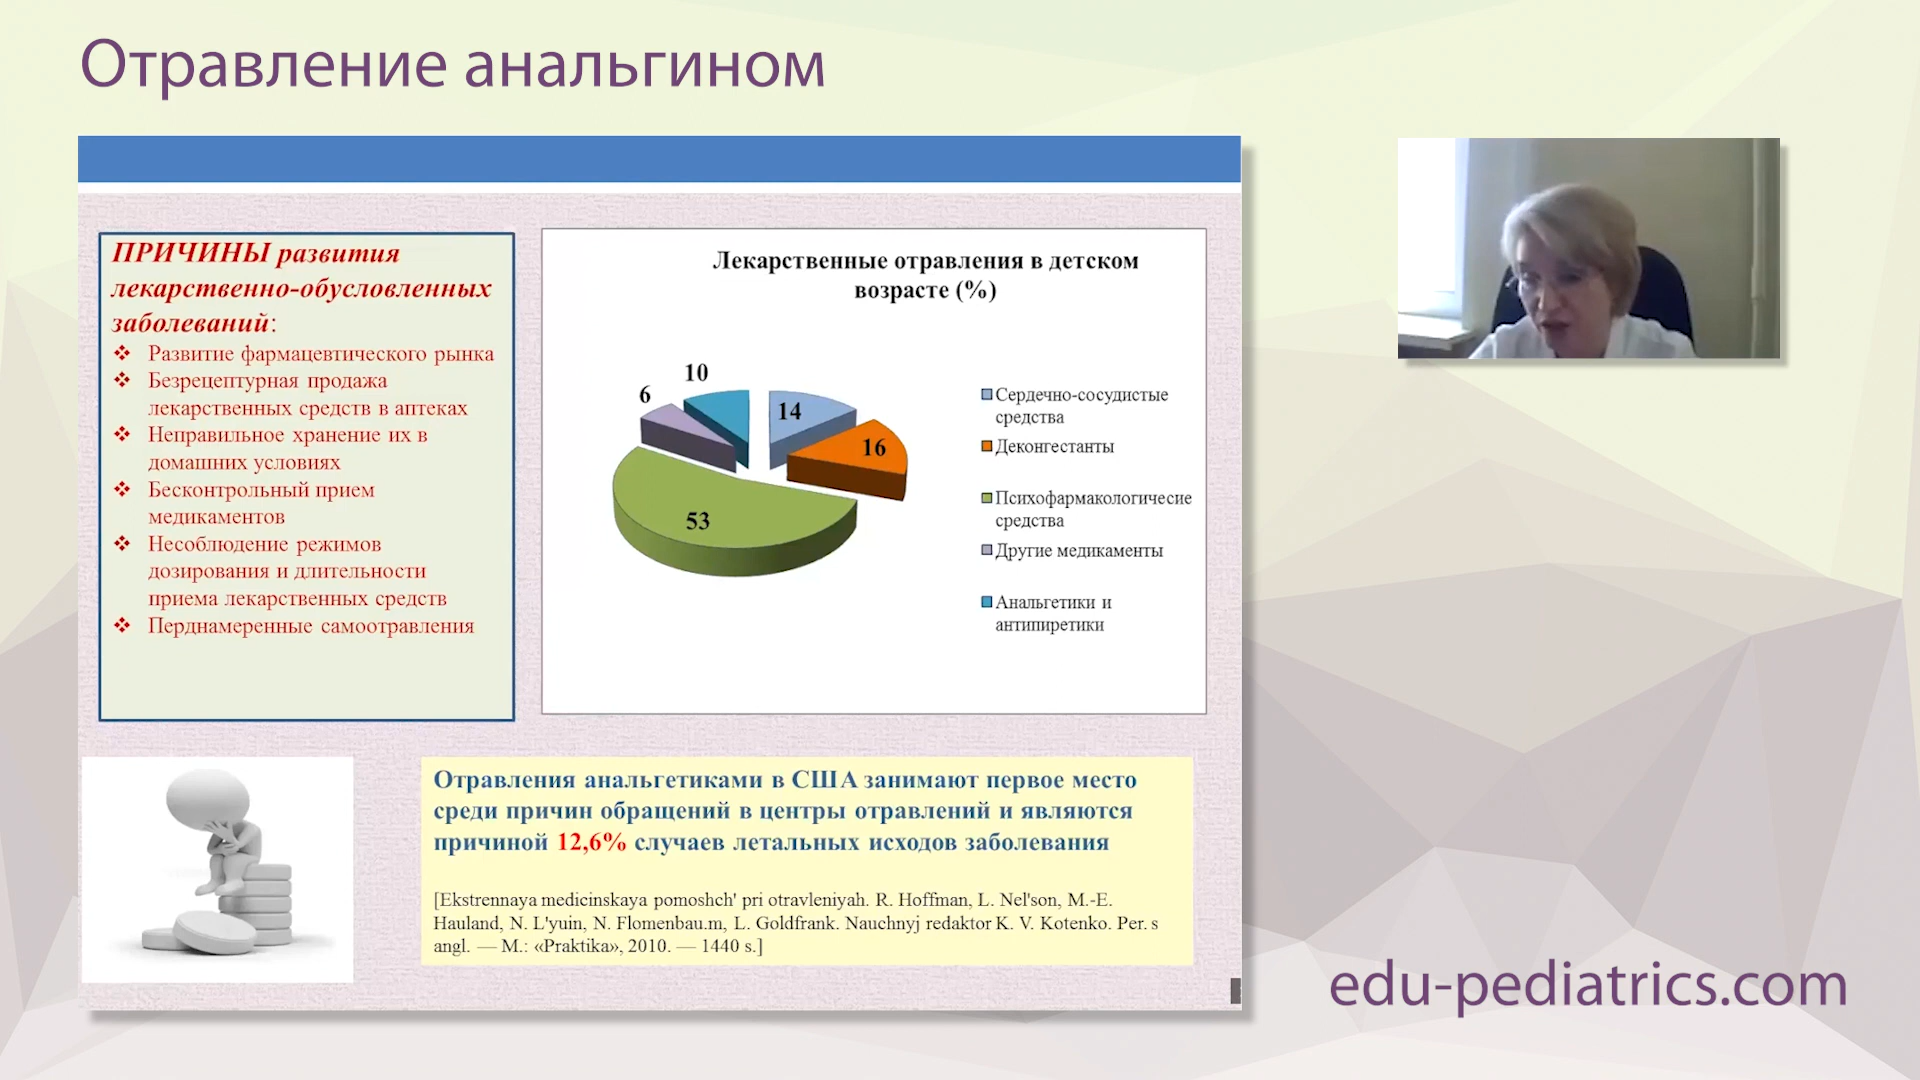 Отравление анальгином
ПРИЧИНЫ развития
лекарственно-обусловленных
заболеваний:
❖ Развитие фармацевтического рынка
❖ Безрецептурная продажа
лекарственных средств в аптеках
❖ Неправильное хранение их в
домашних условиях
❖ Бесконтрольный прием
медикаментов
❖ Несоблюдение режимов
дозирования и длительности
приема лекарственных средств
❖ Перднамеренные самоотравления
Лекарственные отравления в детском
возрасте (%)
10
6
14
16
53
Сердечно-сосудистые
средства
Деконгестанты
Психофармакологичесие
средства
Другие медикаменты
Анальгетики и
антипиретики
Отравления анальгетиками в США занимают первое место
среди причин обращений в центры отравлений и являются
причиной 12,6% случаев летальных исходов заболевания
[Ekstrennaya medicinskaya pomoshch' pri otravleniyah. R. Hoffman, L. Nel'son, M.-E.
Hauland, N. L'yuin, N. Flomenbau.m, L. Goldfrank. Nauchnyj redaktor K. V. Kotenko. Per. s
angl. — M.: «Praktika», 2010. — 1440 s.]
edu-pediatrics.com